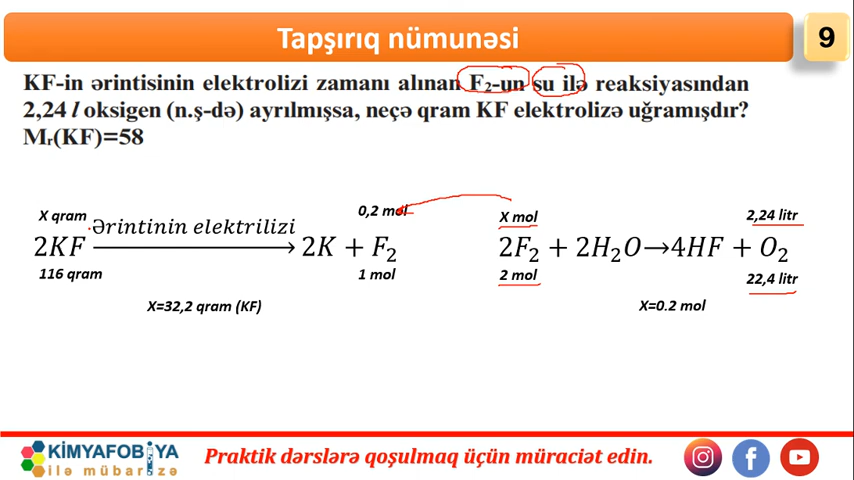 Tapşırıq nümunəsi
9
KF-in ərintisinin elektrolizi zamanı alınan F₂-un su ilə reaksiyasından
2,24 l oksigen (n.ş-də) ayrılmışsa, neçə qram KF elektrolizə uğramışdır?
Mᵣ(KF)=58
X qram 0,2 mol X mol 2,24 litr
2KF Ərintinin elektrilizi → 2K + F₂ 2F₂ + 2H₂O→4HF + O₂
116 qram 1 mol 2 mol 22,4 litr
X=32,2 qram (KF) X=0.2 mol
KİMYAFOBİYA
ilə mübarizə
Praktik dərslərə qoşulmaq üçün müraciət edin.